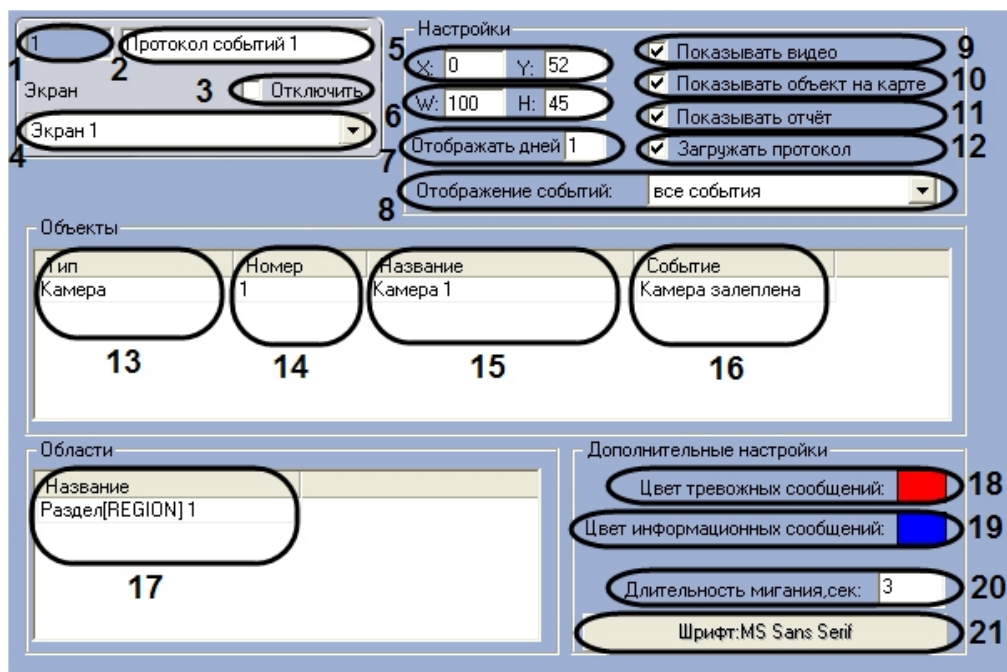 1 Протокол событий 1
1 2
Экран 3 Отключить
Экран 1
4
Настройки
5 X: 0 Y: 52
6 W: 100 H: 45
7 Отображать дней 1
8 Отображение событий: все события
Показывать видео 9
Показывать объект на карте 10
Показывать отчёт 11
Загружать протокол 12
Объекты
Тип Номер Название Событие
Камера 1 Камера 1 Камера залеплена
13 14 15 16
Области
Название
Раздел[REGION] 1
17
Дополнительные настройки
Цвет тревожных сообщений: 18
Цвет информационных сообщений: 19
Длительность мигания,сек: 3 20
Шрифт:MS Sans Serif 21